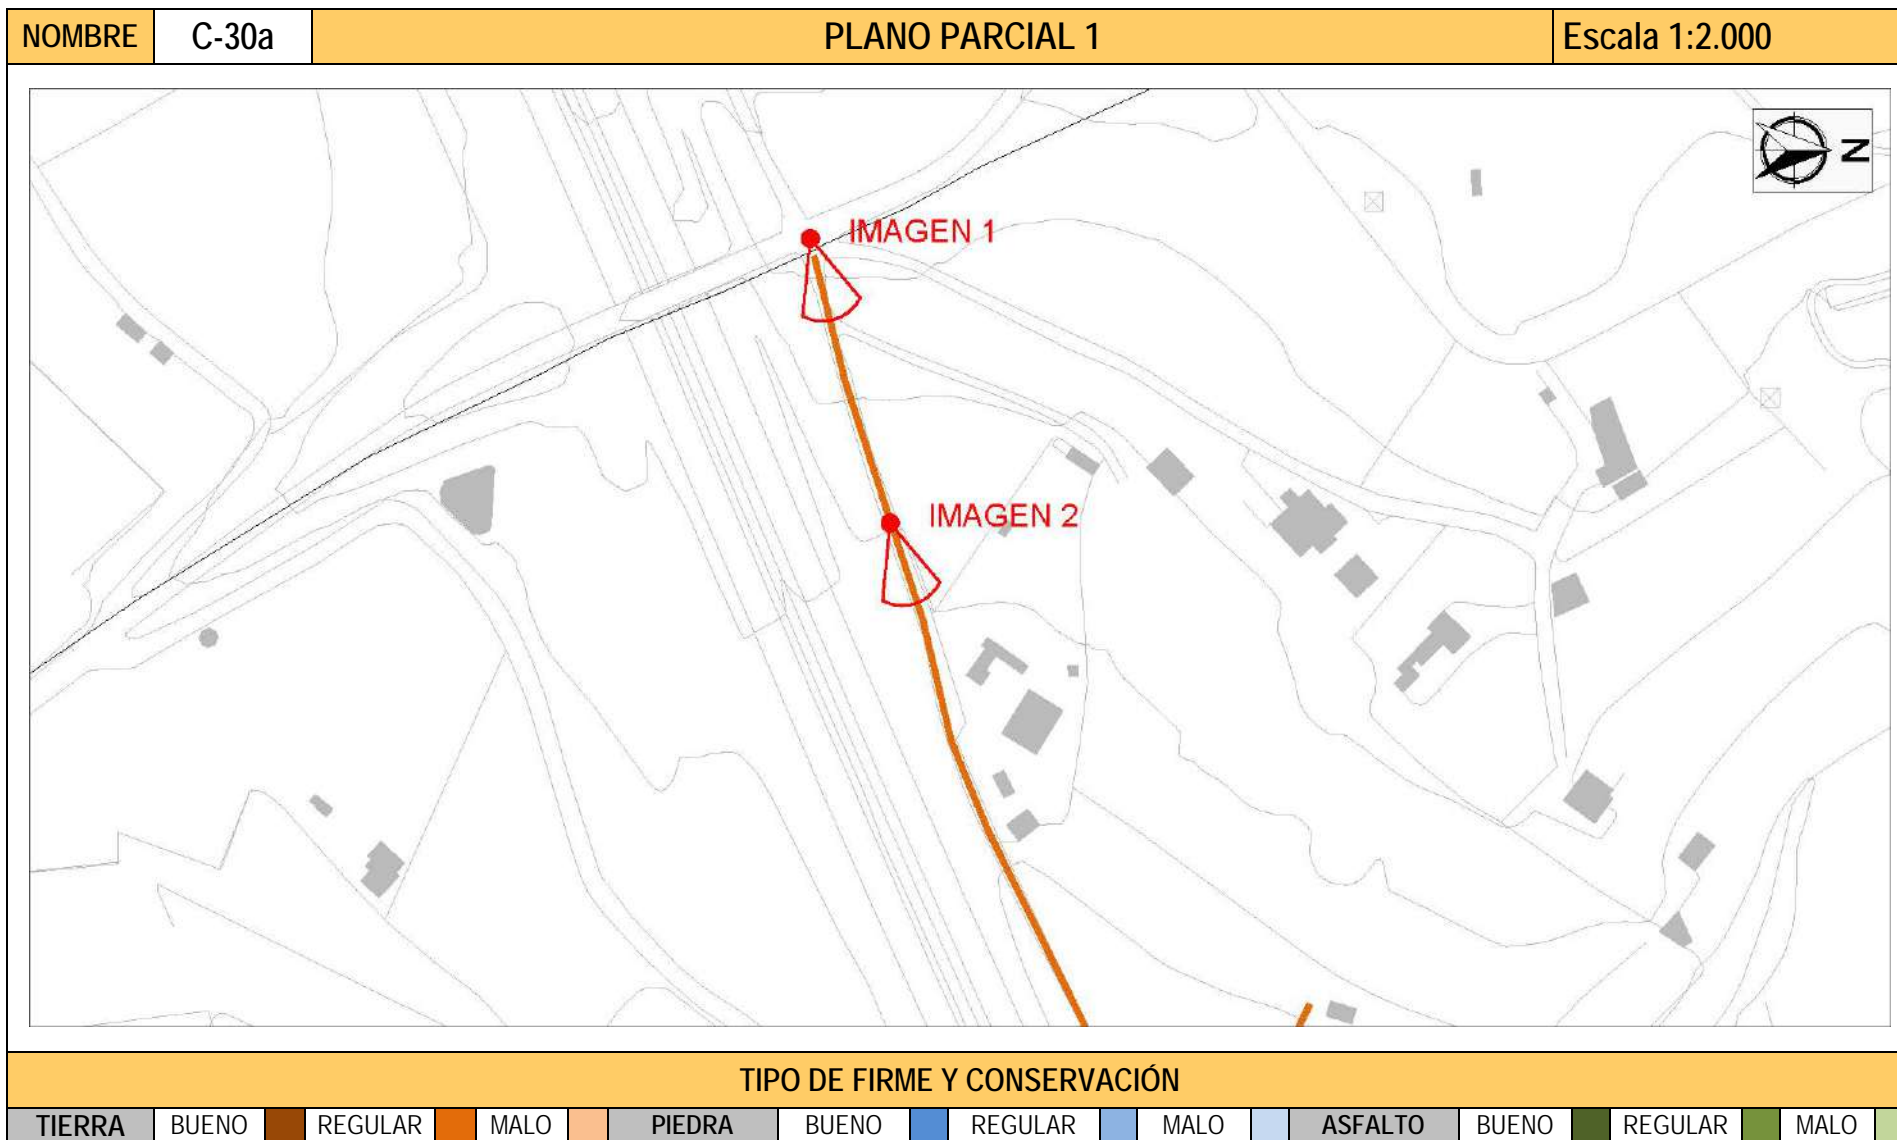 NOMBRE C-30a PLANO PARCIAL 1 Escala 1:2.000
N
IMAGEN 1
IMAGEN 2
TIPO DE FIRME Y CONSERVACIÓN
TIERRA BUENO REGULAR MALO PIEDRA BUENO REGULAR MALO ASFALTO BUENO REGULAR MALO